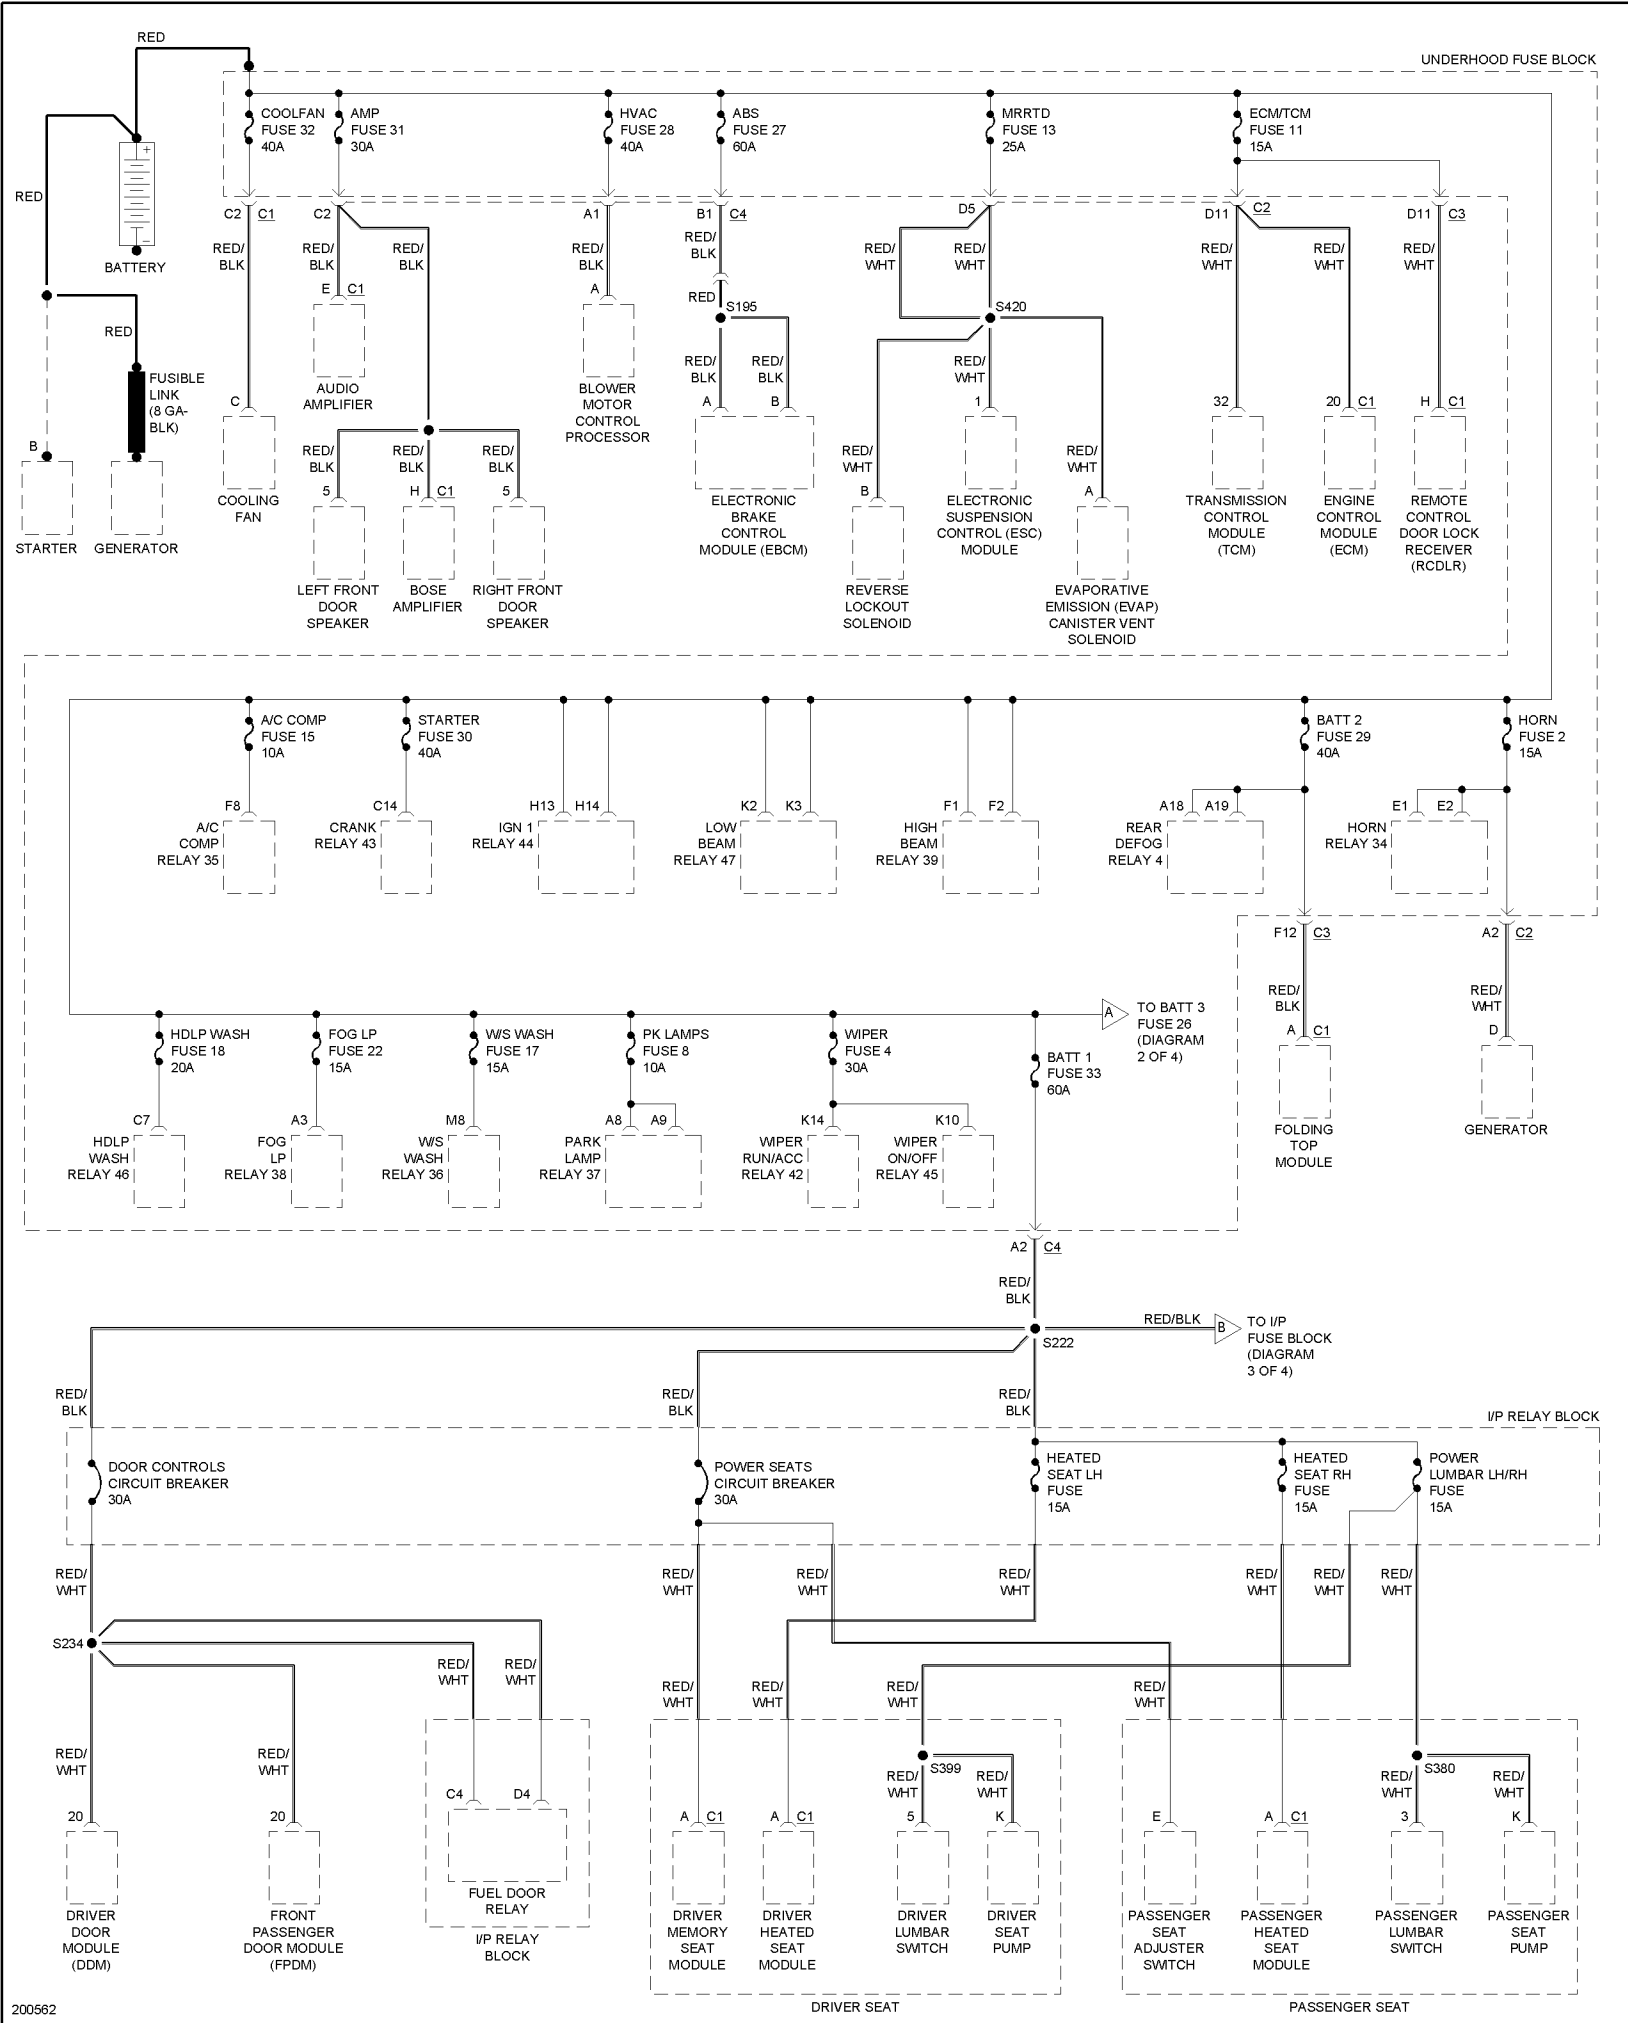 RED
UNDERHOOD FUSE BLOCK
COOLFAN
FUSE 32
40A
AMP
FUSE 31
30A
HVAC
FUSE 28
40A
ABS
FUSE 27
60A
MRRTD
FUSE 13
25A
ECM/TCM
FUSE 11
15A
+
-
RED
BATTERY
C2 C1
C2
A1
B1 C4
D5
D11 C2
D11 C3
RED/
BLK
RED/
BLK
RED/
BLK
RED/
BLK
RED/
BLK
RED/
WHT
RED/
WHT
RED/
WHT
RED/
WHT
RED/
WHT
E C1
A
RED
S195
S420
RED
FUSIBLE
LINK
(8 GA-
BLK)
B
STARTER
GENERATOR
C
COOLING
FAN
AUDIO
AMPLIFIER
BLOWER
MOTOR
CONTROL
PROCESSOR
RED/
BLK
RED/
BLK
A
B
ELECTRONIC
BRAKE
CONTROL
MODULE (EBCM)
RED/
WHT
1
ELECTRONIC
SUSPENSION
CONTROL (ESC)
MODULE
32
TRANSMISSION
CONTROL
MODULE
(TCM)
20 C1
ENGINE
CONTROL
MODULE
(ECM)
H C1
REMOTE
CONTROL
DOOR LOCK
RECEIVER
(RCDLR)
RED/
BLK
RED/
BLK
RED/
BLK
5
H C1
5
LEFT FRONT
DOOR
SPEAKER
BOSE
AMPLIFIER
RIGHT FRONT
DOOR
SPEAKER
RED/
WHT
B
REVERSE
LOCKOUT
SOLENOID
RED/
WHT
A
EVAPORATIVE
EMISSION (EVAP)
CANISTER VENT
SOLENOID
A/C COMP
FUSE 15
10A
STARTER
FUSE 30
40A
BATT 2
FUSE 29
40A
HORN
FUSE 2
15A
F8
A/C
COMP
RELAY 35
C14
CRANK
RELAY 43
H13 H14
IGN 1
RELAY 44
K2 K3
LOW
BEAM
RELAY 47
F1 F2
HIGH
BEAM
RELAY 39
A18 A19
REAR
DEFOG
RELAY 4
E1 E2
HORN
RELAY 34
F12 C3
A2 C2
RED/
BLK
RED/
WHT
A C1
D
FOLDING
TOP
MODULE
GENERATOR
HDLP WASH
FUSE 18
20A
FOG LP
FUSE 22
15A
W/S WASH
FUSE 17
15A
PK LAMPS
FUSE 8
10A
WIPER
FUSE 4
30A
BATT 1
FUSE 33
60A
A
TO BATT 3
FUSE 26
(DIAGRAM
2 OF 4)
C7
HDLP
WASH
RELAY 46
A3
FOG
LP
RELAY 38
M8
W/S
WASH
RELAY 36
A8 A9
PARK
LAMP
RELAY 37
K14
WIPER
RUN/ACC
RELAY 42
K10
WIPER
ON/OFF
RELAY 45
A2 C4
RED/
BLK
S222
RED/BLK
B
TO I/P
FUSE BLOCK
(DIAGRAM
3 OF 4)
RED/
BLK
RED/
BLK
RED/
BLK
I/P RELAY BLOCK
DOOR CONTROLS
CIRCUIT BREAKER
30A
POWER SEATS
CIRCUIT BREAKER
30A
HEATED
SEAT LH
FUSE
15A
HEATED
SEAT RH
FUSE
15A
POWER
LUMBAR LH/RH
FUSE
15A
RED/
WHT
RED/
WHT
RED/
WHT
RED/
WHT
RED/
WHT
RED/
WHT
RED/
WHT
S234
RED/
WHT
RED/
WHT
RED/
WHT
RED/
WHT
RED/
WHT
RED/
WHT
RED/
WHT
RED/
WHT
S399
S380
RED/
WHT
RED/
WHT
RED/
WHT
RED/
WHT
20
20
C4
D4
A C1
A C1
5
K
E
A C1
3
K
DRIVER
DOOR
MODULE
(DDM)
FRONT
PASSENGER
DOOR MODULE
(FPDM)
FUEL DOOR
RELAY
I/P RELAY
BLOCK
DRIVER
MEMORY
SEAT
MODULE
DRIVER
HEATED
SEAT
MODULE
DRIVER
LUMBAR
SWITCH
DRIVER
SEAT
PUMP
PASSENGER
SEAT
ADJUSTER
SWITCH
PASSENGER
HEATED
SEAT
MODULE
PASSENGER
LUMBAR
SWITCH
PASSENGER
SEAT
PUMP
DRIVER SEAT
PASSENGER SEAT
200562